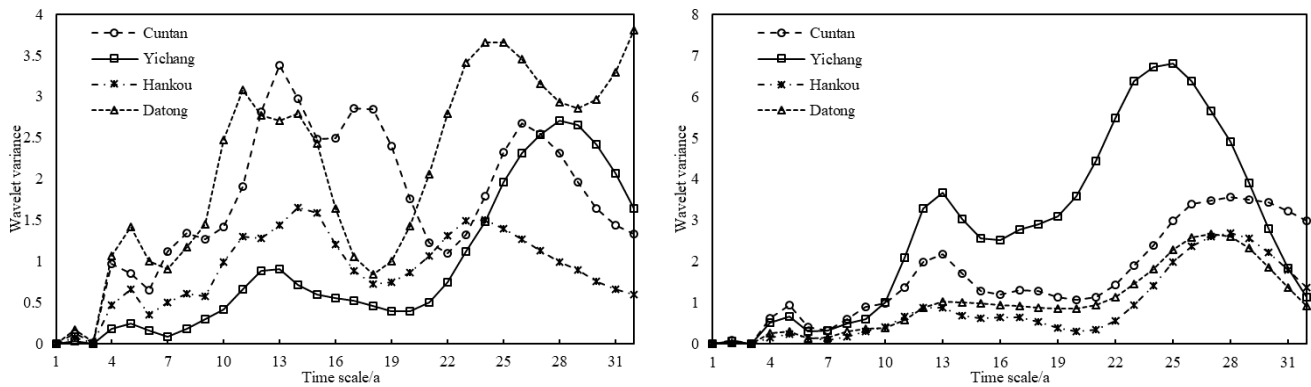 4
3.5
3
2.5
2
1.5
1
0.5
0
Wavelet variance
Cuntan
Yichang
Hankou
Datong
1 4 7 10 13 16 19 22 25 28 31
Time scale/a
8
7
6
5
4
3
2
1
0
Wavelet variance
Cuntan
Yichang
Hankou
Datong
1 4 7 10 13 16 19 22 25 28 31
Time scale/a